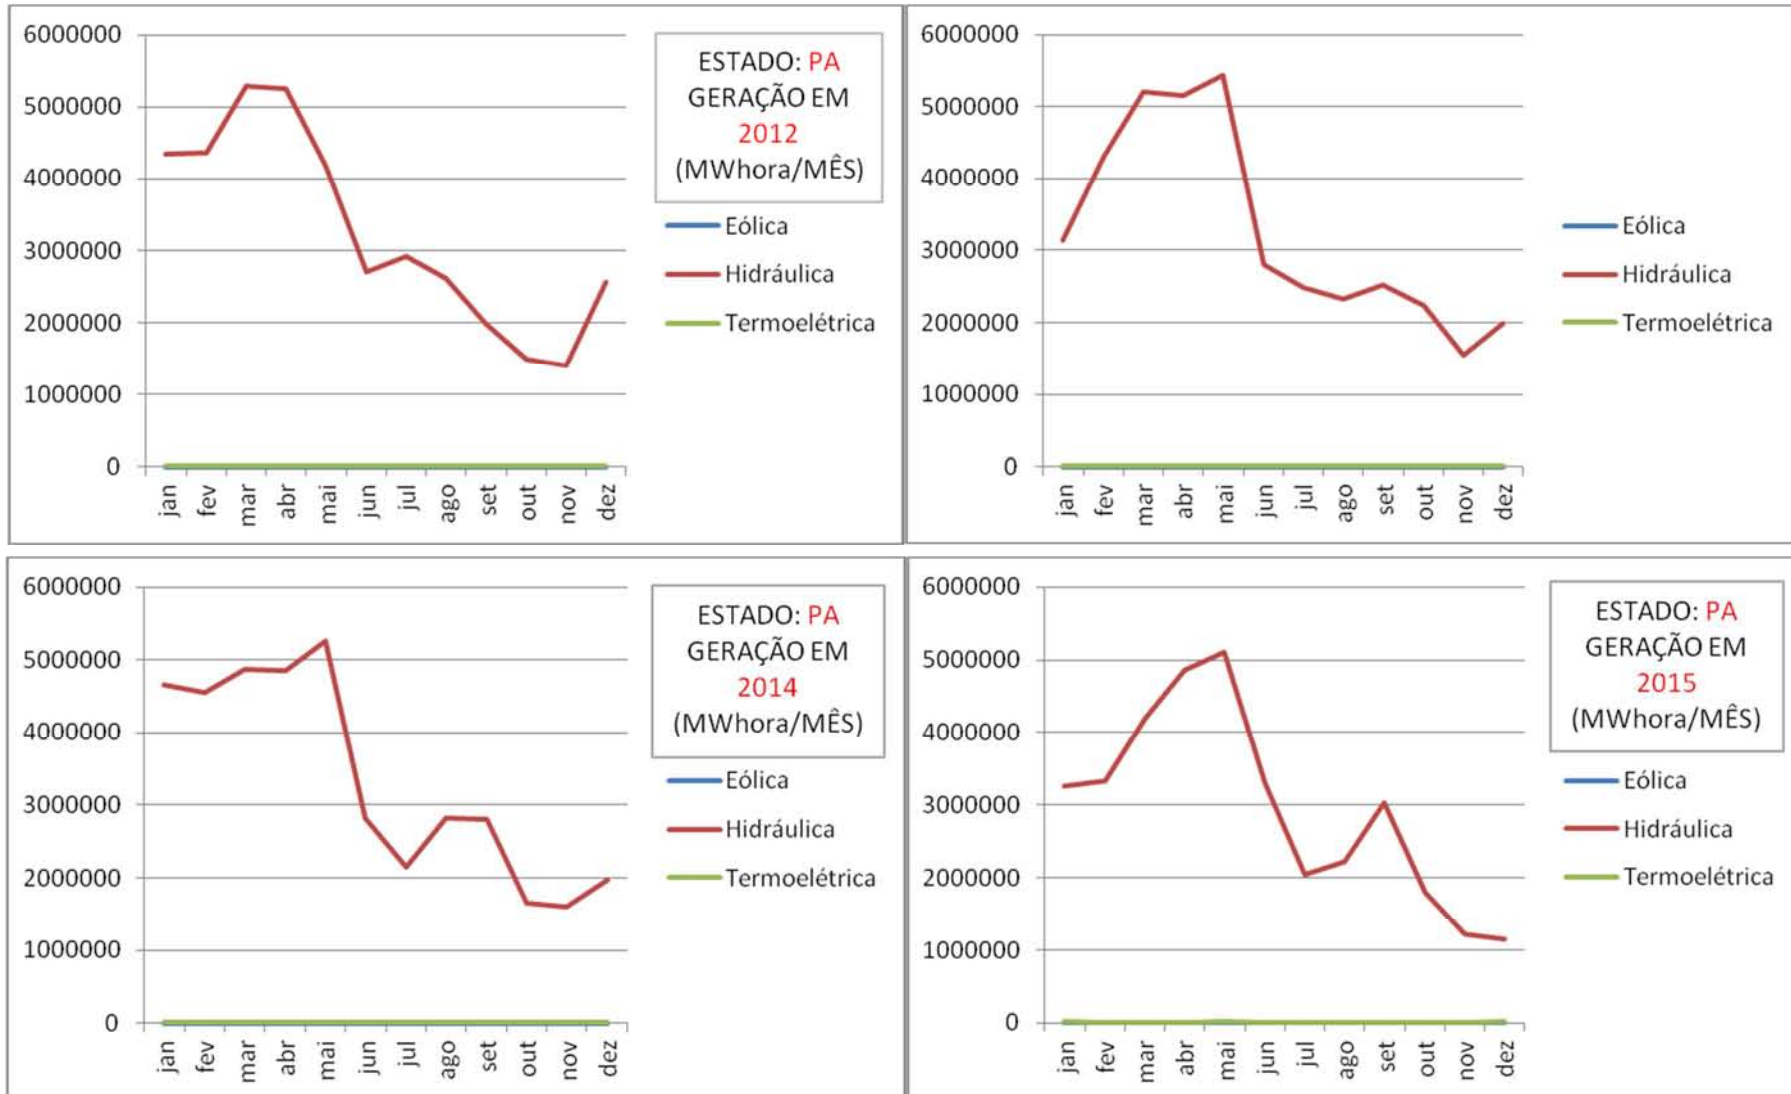 6000000
5000000
4000000
3000000
2000000
1000000
0
jan
fev
mar
abr
mai
jun
jul
ago
set
out
nov
dez
ESTADO: PA
GERAÇÃO EM
2012
(MWhora/MÊS)
Eólica
Hidráulica
Termoelétrica
6000000
5000000
4000000
3000000
2000000
1000000
0
jan
fev
mar
abr
mai
jun
jul
ago
set
out
nov
dez
Eólica
Hidráulica
Termoelétrica
6000000
5000000
4000000
3000000
2000000
1000000
0
jan
fev
mar
abr
mai
jun
jul
ago
set
out
nov
dez
ESTADO: PA
GERAÇÃO EM
2014
(MWhora/MÊS)
Eólica
Hidráulica
Termoelétrica
6000000
5000000
4000000
3000000
2000000
1000000
0
jan
fev
mar
abr
mai
jun
jul
ago
set
out
nov
dez
ESTADO: PA
GERAÇÃO EM
2015
(MWhora/MÊS)
Eólica
Hidráulica
Termoelétrica